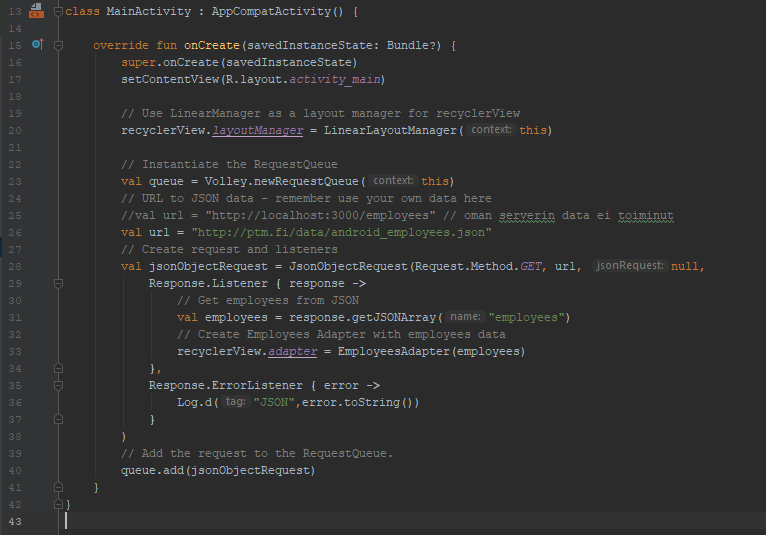 13 class MainActivity : AppCompatActivity() {
14
15 override fun onCreate(savedInstanceState: Bundle?) {
16 super.onCreate(savedInstanceState)
17 setContentView(R.layout.activity_main)
18
19 // Use LinearManager as a layout manager for recyclerView
20 recyclerView.layoutManager = LinearLayoutManager( context: this)
21
22 // Instantiate the RequestQueue
23 val queue = Volley.newRequestQueue( context: this)
24 // URL to JSON data - remember use your own data here
25 //val url = "http://localhost:3000/employees" // oman serverin data ei toiminut
26 val url = "http://ptm.fi/data/android_employees.json"
27 // Create request and listeners
28 val jsonObjectRequest = JsonObjectRequest(Request.Method.GET, url, jsonRequest: null,
29 Response.Listener { response ->
30 // Get employees from JSON
31 val employees = response.getJSONArray( name: "employees")
32 // Create Employees Adapter with employees data
33 recyclerView.adapter = EmployeesAdapter(employees)
34 },
35 Response.ErrorListener { error ->
36 Log.d( tag: "JSON",error.toString())
37 }
38 )
39 // Add the request to the RequestQueue.
40 queue.add(jsonObjectRequest)
41 }
42 }
43